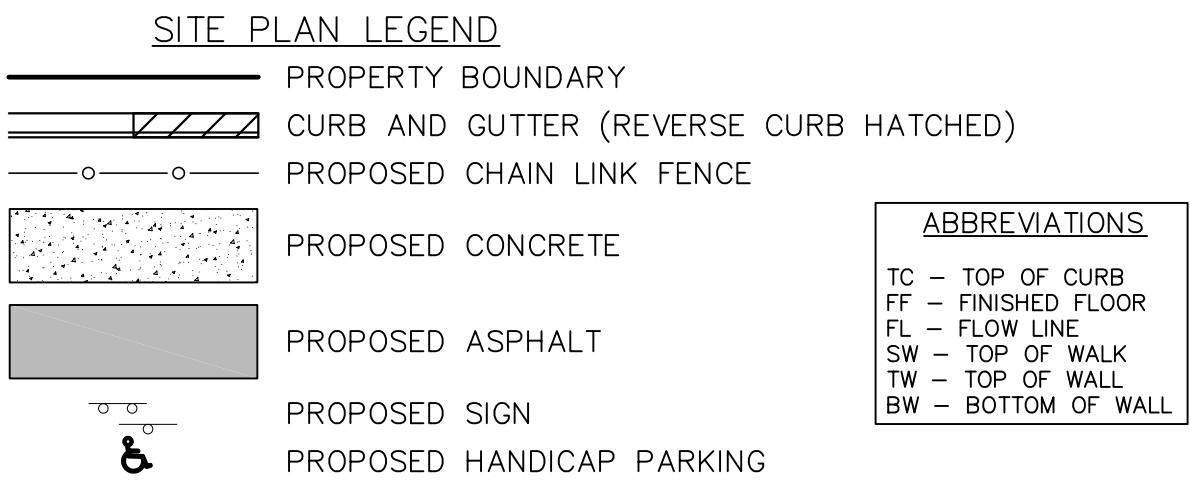 SITE PLAN LEGEND
PROPERTY BOUNDARY
CURB AND GUTTER (REVERSE CURB HATCHED)
PROPOSED CHAIN LINK FENCE
PROPOSED CONCRETE
PROPOSED ASPHALT
PROPOSED SIGN
PROPOSED HANDICAP PARKING
ABBREVIATIONS
TC – TOP OF CURB
FF – FINISHED FLOOR
FL – FLOW LINE
SW – TOP OF WALK
TW – TOP OF WALL
BW – BOTTOM OF WALL